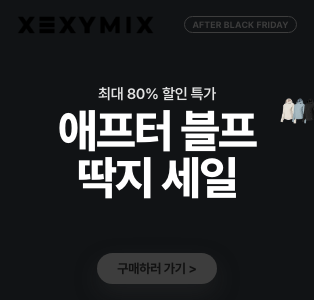 XEXYMIX
AFTER BLACK FRIDAY
최대 80% 할인 특가
애프터 블프
딱지 세일
구매하러 가기 >